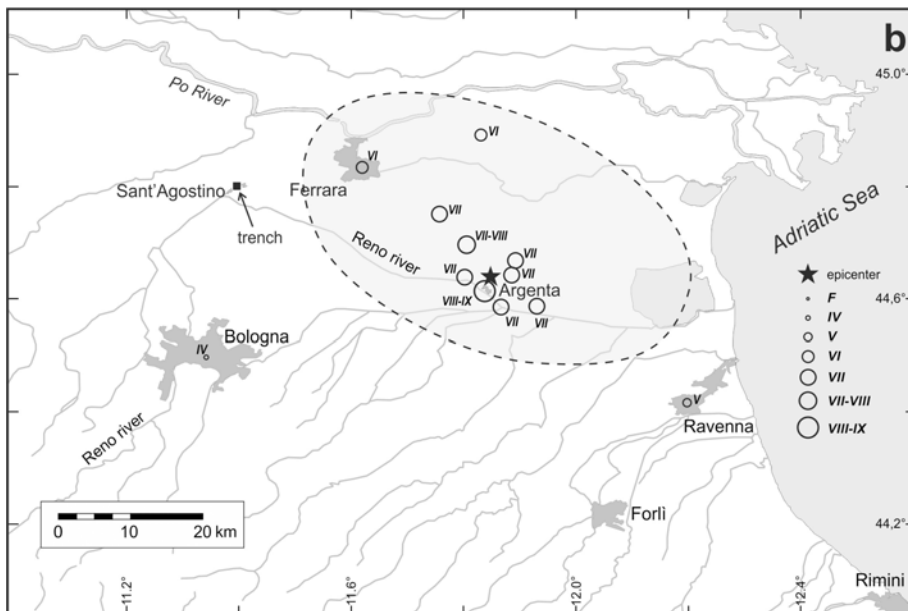 b
45.0°
Po River
VI
VI
Sant'Agostino
Ferrara
trench
VII
Adriatic Sea
VII-VIII
Reno river
VII
VII
VII
epicenter
Argenta
VIII-IX
F
44,6°
IV
VII
VII
V
Bologna
IV
VI
VII
VII-VIII
V
VIII-IX
Ravenna
Reno river
Forlì
0 10 20 km
44,2°
11.2°
11.6°
12.0°
12.4°
Rimini